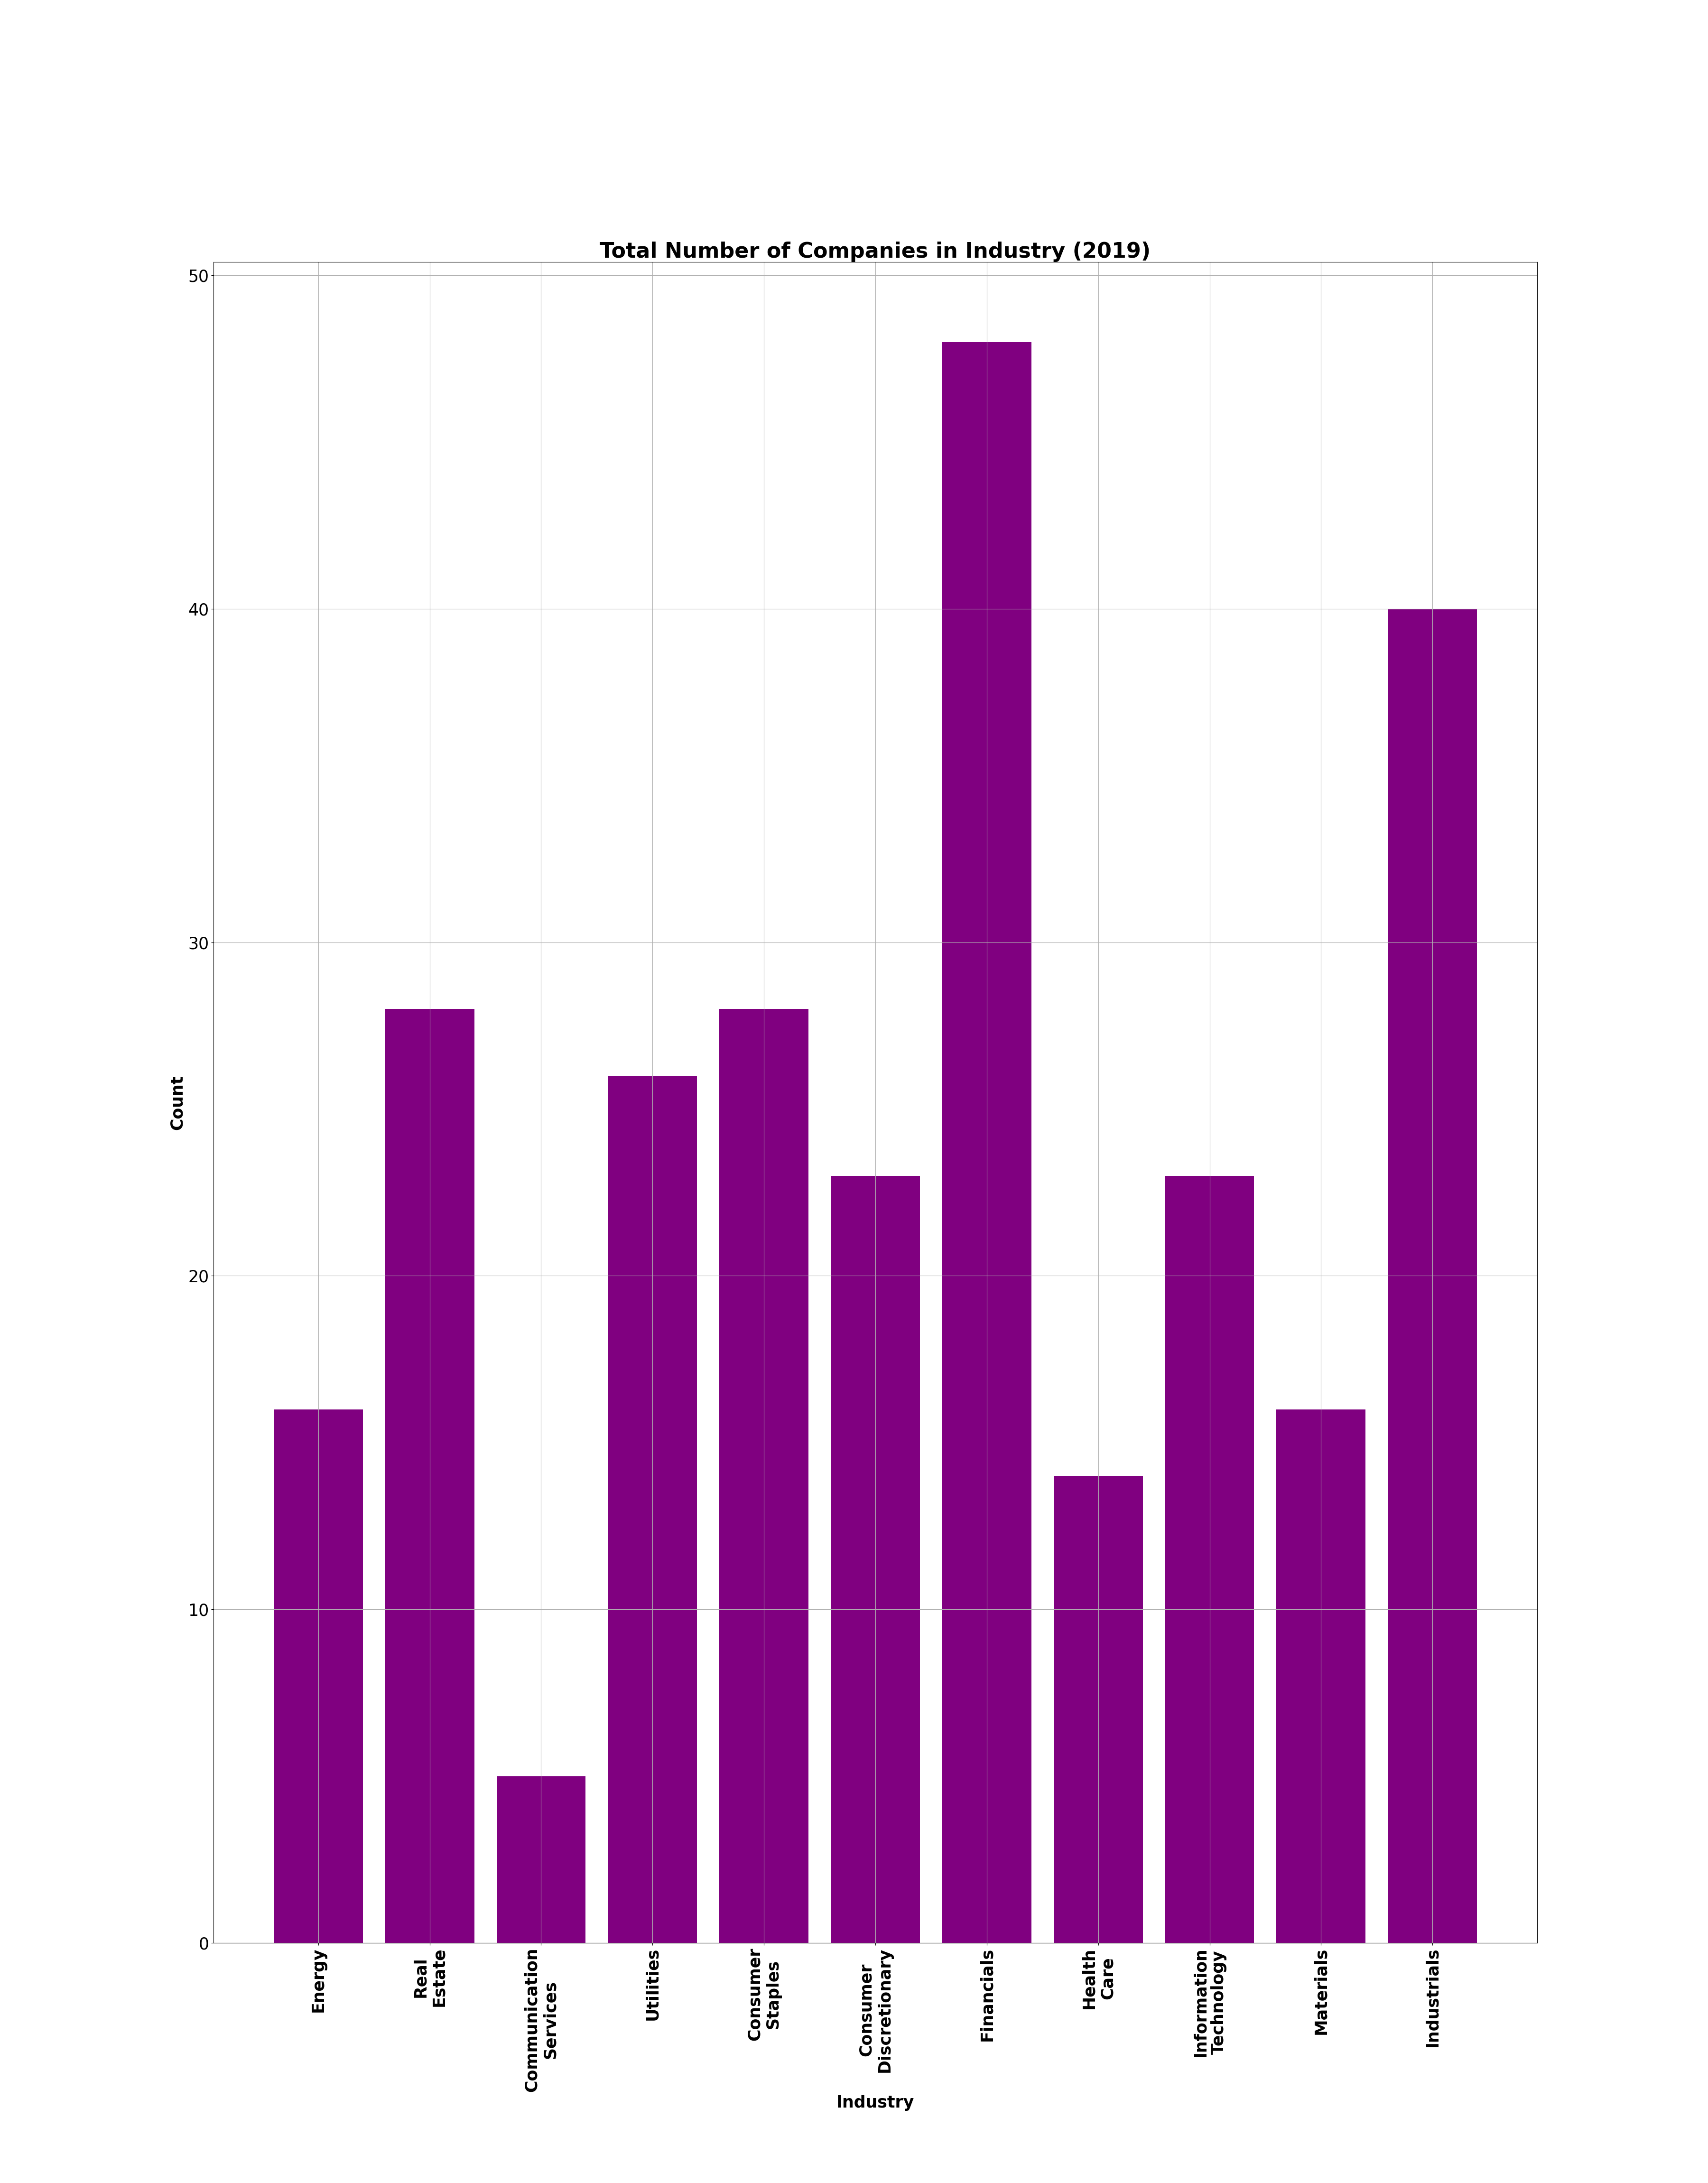 Total Number of Companies in Industry (2019)
50
40
30
20
10
0
Count
Energy
Real
Estate
Communication
Services
Utilities
Consumer
Staples
Consumer
Discretionary
Financials
Health
Care
Information
Technology
Materials
Industrials
Industry